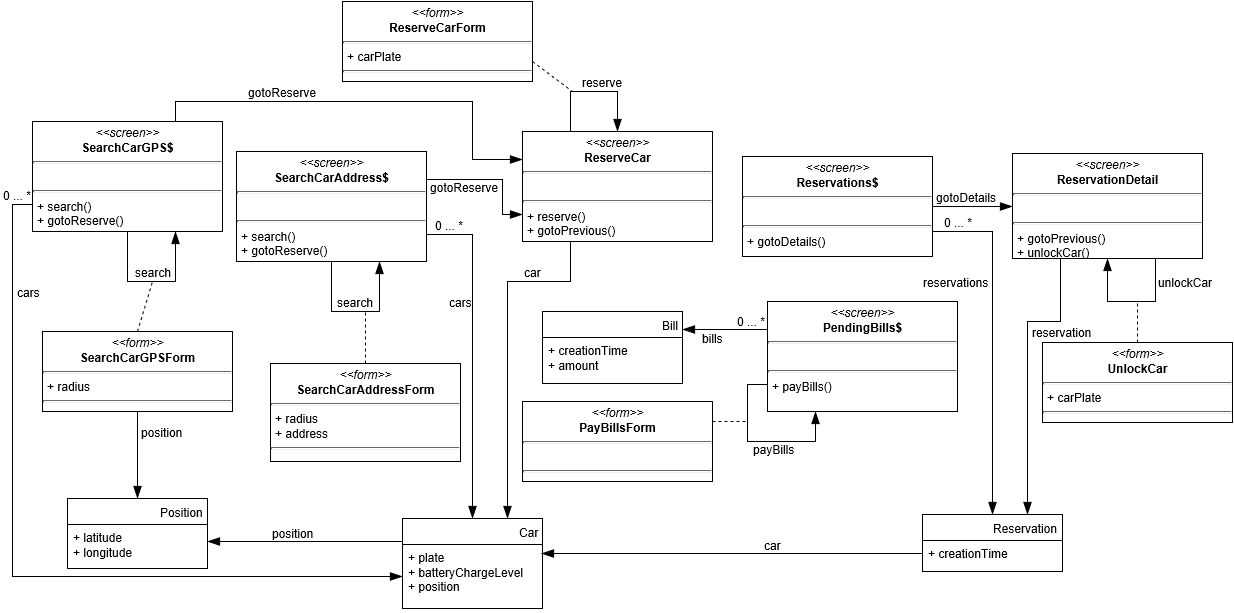 <<form>>
ReserveCarForm
+ carPlate
reserve
gotoReserve
<<screen>>
SearchCarGPS$
+ search()
+ gotoReserve()
0 ... *
cars
search
<<screen>>
SearchCarAddress$
+ search()
+ gotoReserve()
gotoReserve
0 ... *
cars
search
<<screen>>
ReserveCar
+ reserve()
+ gotoPrevious()
car
<<screen>>
Reservations$
+ gotoDetails()
gotoDetails
0 ... *
reservations
<<screen>>
ReservationDetail
+ gotoPrevious()
+ unlockCar()
unlockCar
reservation
<<form>>
SearchCarGPSForm
+ radius
position
<<form>>
SearchCarAddressForm
+ radius
+ address
Bill
+ creationTime
+ amount
0 ... *
bills
<<screen>>
PendingBills$
+ payBills()
payBills
<<form>>
PayBillsForm
<<form>>
UnlockCar
+ carPlate
Position
+ latitude
+ longitude
position
Car
+ plate
+ batteryChargeLevel
+ position
car
Reservation
+ creationTime